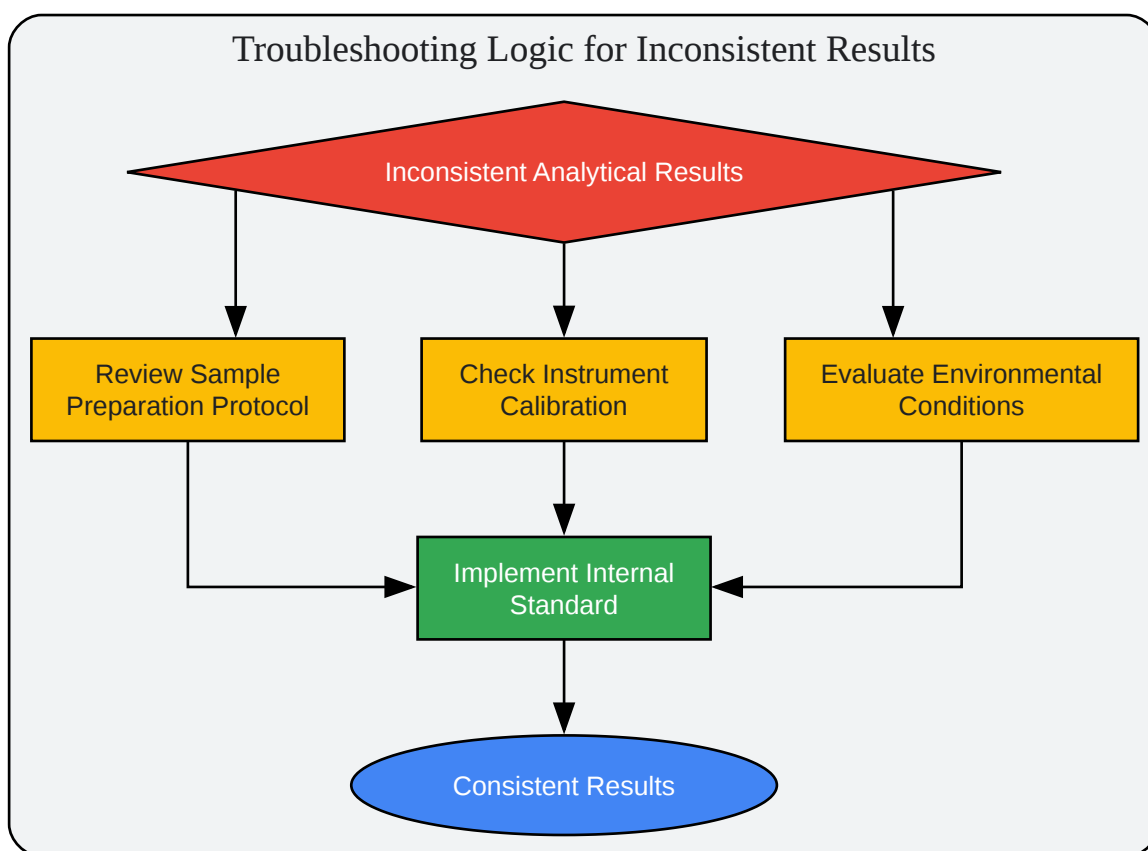 Troubleshooting Logic for Inconsistent Results
Inconsistent Analytical Results
Review Sample
Preparation Protocol
Check Instrument
Calibration
Evaluate Environmental
Conditions
Implement Internal
Standard
Consistent Results